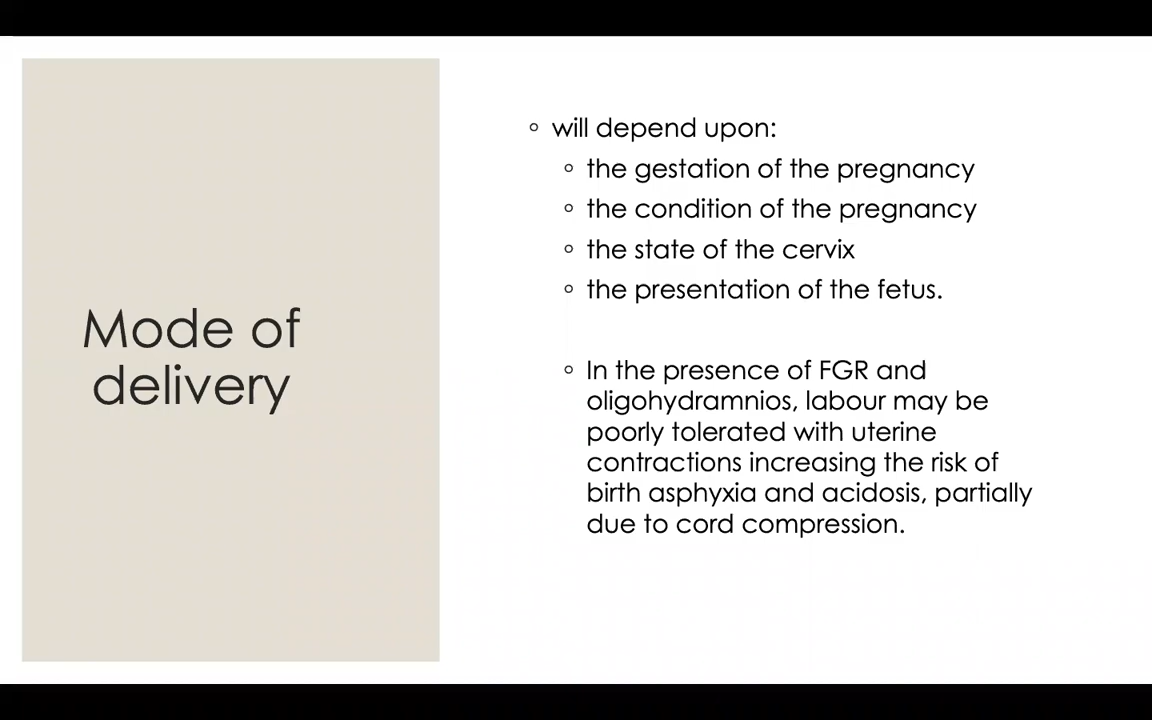 Mode of
delivery
◦ will depend upon:
◦ the gestation of the pregnancy
◦ the condition of the pregnancy
◦ the state of the cervix
◦ the presentation of the fetus.
◦ In the presence of FGR and
oligohydramnios, labour may be
poorly tolerated with uterine
contractions increasing the risk of
birth asphyxia and acidosis, partially
due to cord compression.